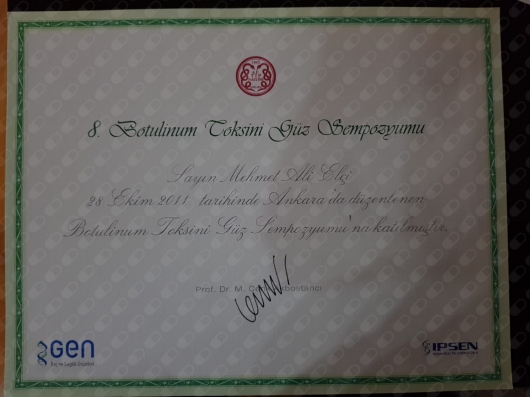 8. Botulinum Toksini Güz Sempozyumu
Sayın Mehmet Ali Elçi
28 Ekim 2011, tarihinde Ankara'da düzenlenen
Botulinum Toksini Güz Sempozyumu'na katılmıştır.
Prof. Dr. M.
GEN
IPSEN